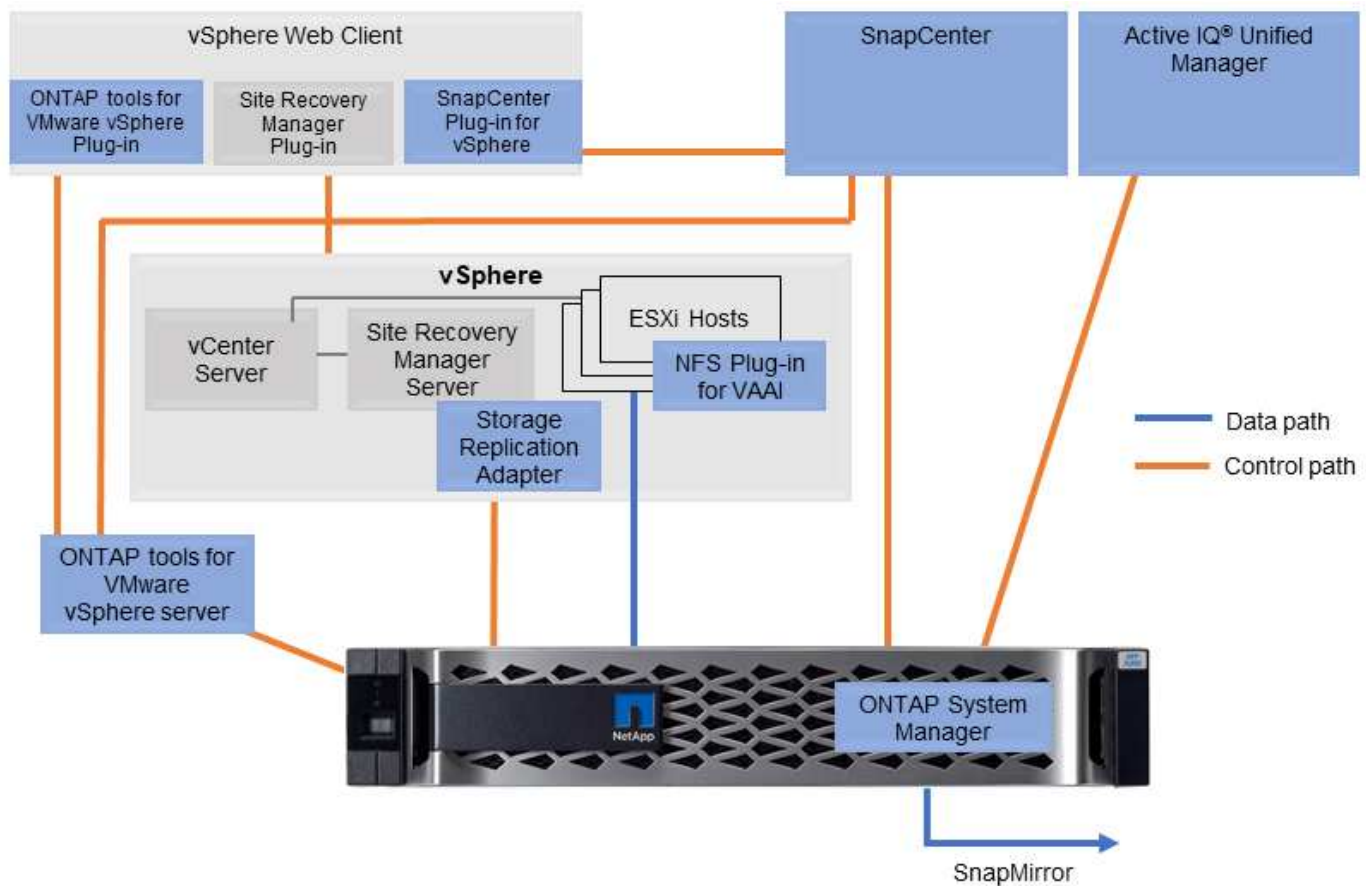 vSphere Web Client
ONTAP tools for
VMware vSphere
Plug-in
Site Recovery
Manager
Plug-in
SnapCenter
Plug-in for
vSphere
SnapCenter
Active IQ® Unified
Manager
vSphere
vCenter
Server
Site Recovery
Manager
Server
Storage
Replication
Adapter
ESXi Hosts
NFS Plug-in
for VAAI
Data path
Control path
ONTAP tools for
VMware
vSphere server
NetApp
ONTAP System
Manager
SnapMirror